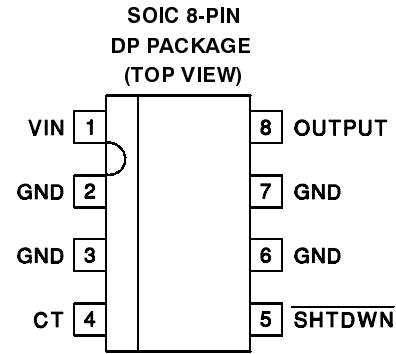 SOIC 8-PIN
DP PACKAGE
(TOP VIEW)
VIN 1 8 OUTPUT
GND 2 7 GND
GND 3 6 GND
CT 4 5 SHTDWN